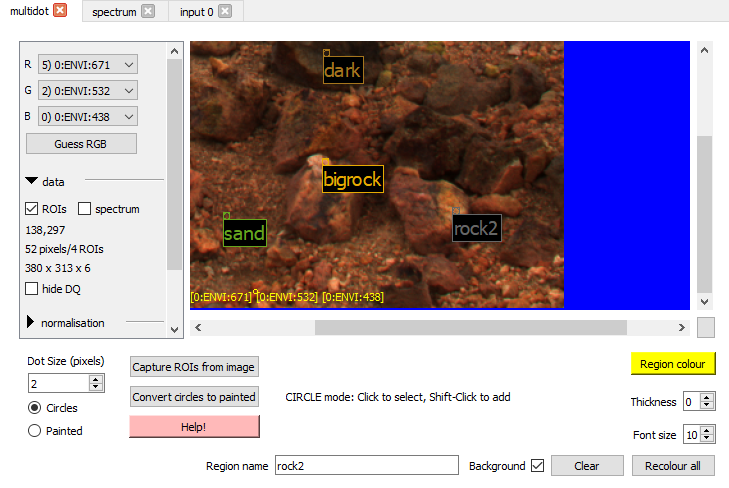 multidot spectrum input 0
R 5) 0:ENVI:671
G 2) 0:ENVI:532
B 0) 0:ENVI:438
Guess RGB
data
ROIs spectrum
138,297
52 pixels/4 ROIs
380 x 313 x 6
hide DQ
normalisation
dark
bigrock
sand
rock2
[0:ENVI:671] [0:ENVI:532] [0:ENVI:438]
Dot Size (pixels)
2
Circles
Painted
Capture ROIs from image
Convert circles to painted
Help!
CIRCLE mode: Click to select, Shift-Click to add
Region colour
Thickness 0
Font size 10
Region name rock2 Background Clear Recolour all